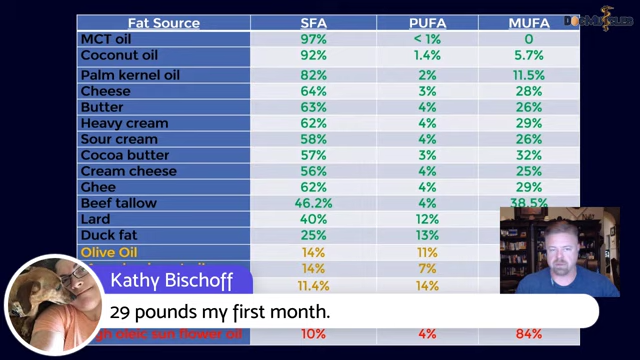 Fat Source SFA PUFA MUFA
MCT oil 97% < 1% 0
Coconut oil 92% 1.4% 5.7%
Palm kernel oil 82% 2% 11.5%
Cheese 64% 3% 28%
Butter 63% 4% 26%
Heavy cream 62% 4% 29%
Sour cream 58% 4% 26%
Cocoa butter 57% 3% 32%
Cream cheese 56% 4% 25%
Ghee 62% 4% 29%
Beef tallow 46.2% 4% 38.5%
Lard 40% 12%
Duck fat 25% 13%
Olive Oil 14% 11%
14% 7%
11.4% 14%
Kathy Bischoff
29 pounds my first month.
oleic sun flower oil 10% 4% 84%